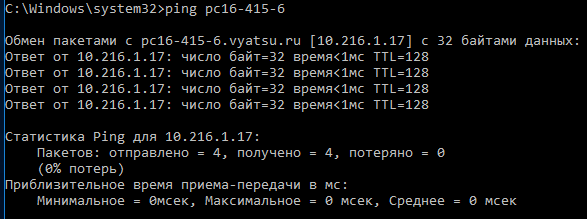 C:\Windows\system32>ping pc16-415-6
Обмен пакетами с pc16-415-6.vyatsu.ru [10.216.1.17] с 32 байтами данных:
Ответ от 10.216.1.17: число байт=32 время<1мс TTL=128
Ответ от 10.216.1.17: число байт=32 время<1мс TTL=128
Ответ от 10.216.1.17: число байт=32 время<1мс TTL=128
Ответ от 10.216.1.17: число байт=32 время<1мс TTL=128
Статистика Ping для 10.216.1.17:
Пакетов: отправлено = 4, получено = 4, потеряно = 0
(0% потерь)
Приблизительное время приема-передачи в мс:
Минимальное = 0мсек, Максимальное = 0 мсек, Среднее = 0 мсек